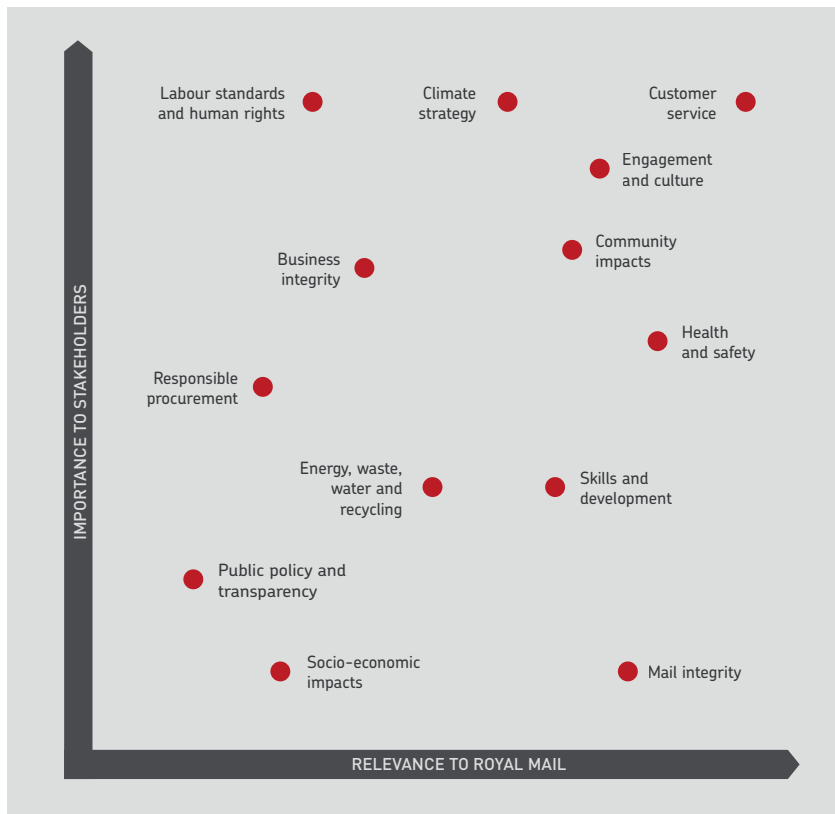 Labour standards
and human rights
Climate
strategy
Customer
service
Engagement
and culture
Community
impacts
Business
integrity
Health
and safety
Responsible
procurement
Energy, waste,
water and
recycling
Skills and
development
Public policy and
transparency
Socio-economic
impacts
Mail integrity
IMPORTANCE TO STAKEHOLDERS
RELEVANCE TO ROYAL MAIL